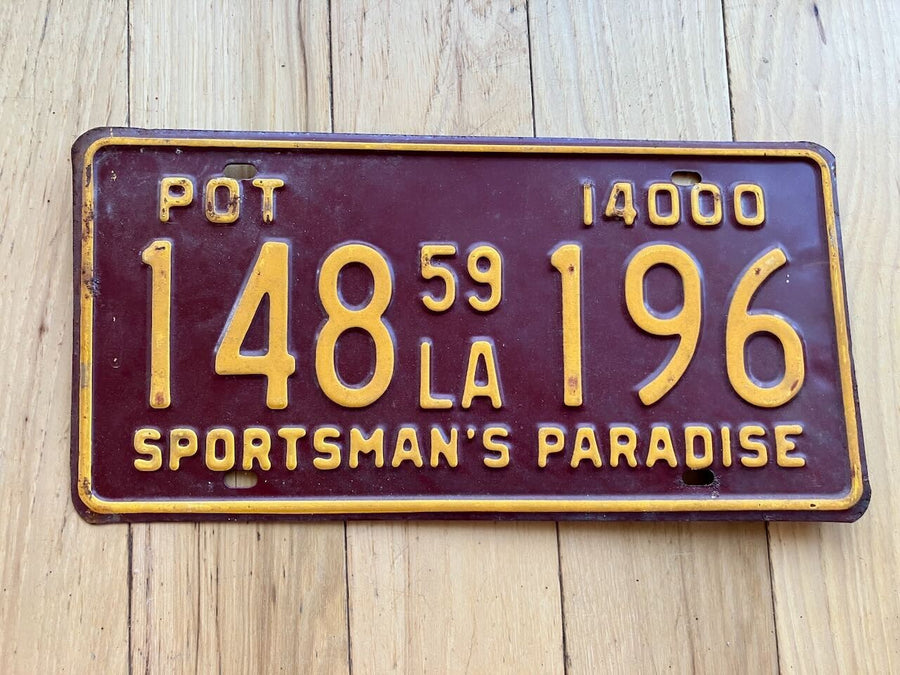 POT 14000
148 59 LA 196
SPORTSMAN'S PARADISE